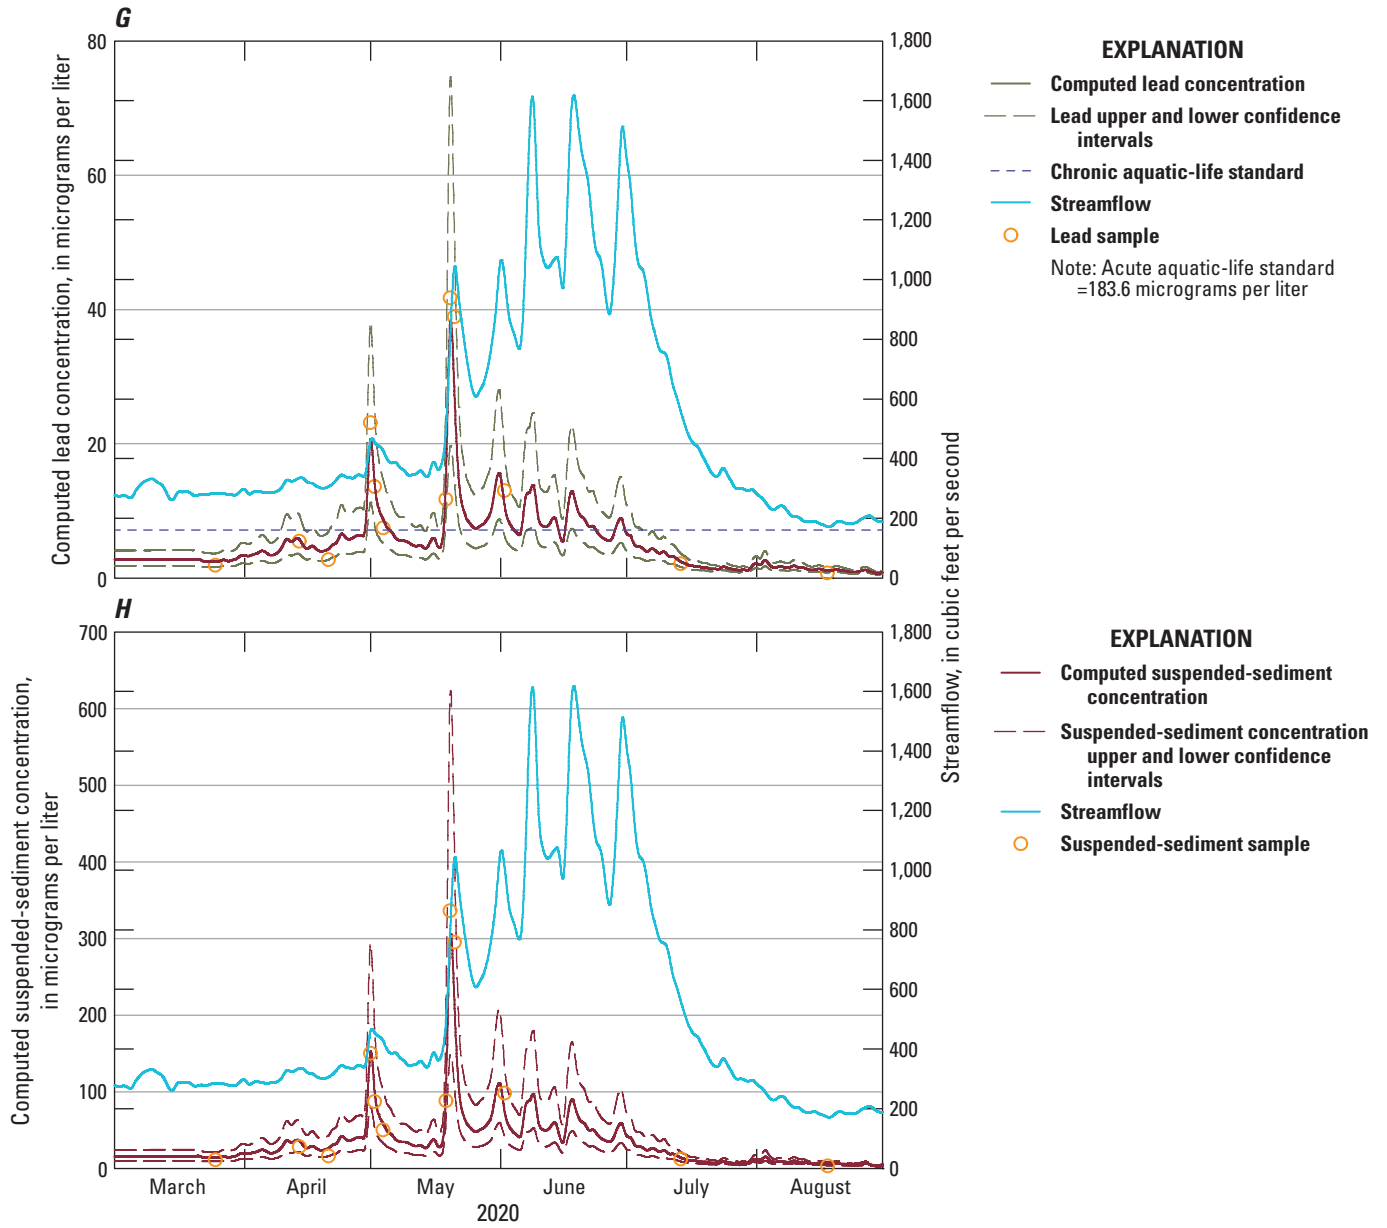 G
80
60
40
20
0
Computed lead concentration, in micrograms per liter
1,800
1,600
1,400
1,200
1,000
800
600
400
200
0
EXPLANATION
Computed lead concentration
Lead upper and lower confidence
intervals
Chronic aquatic-life standard
Streamflow
Lead sample
Note: Acute aquatic-life standard
=183.6 micrograms per liter
Streamflow, in cubic feet per second
H
700
600
500
400
300
200
100
0
Computed suspended-sediment concentration,
in micrograms per liter
1,800
1,600
1,400
1,200
1,000
800
600
400
200
0
EXPLANATION
Computed suspended-sediment
concentration
Suspended-sediment concentration
upper and lower confidence
intervals
Streamflow
Suspended-sediment sample
March April May June July August
2020